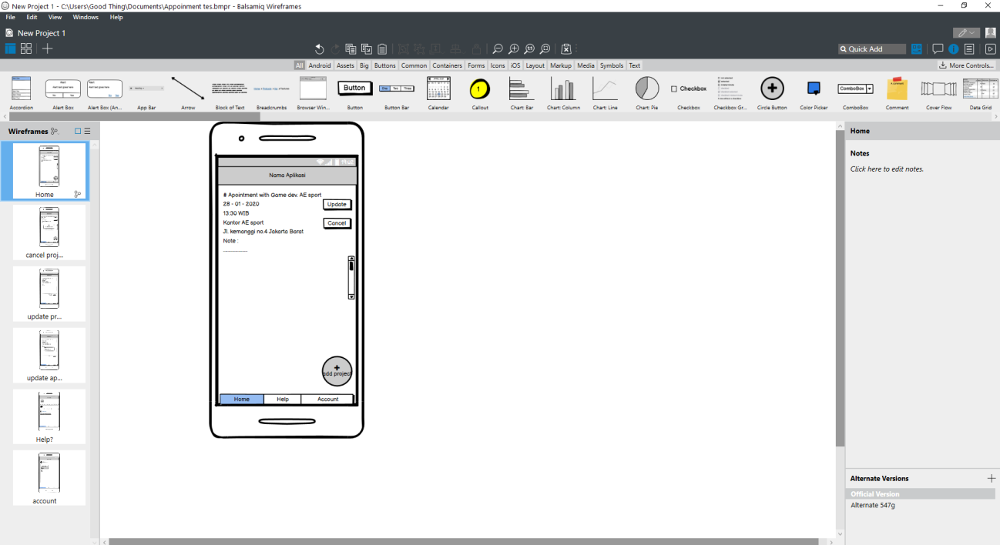 New Project 1 - C:\Users\Good Thing\Documents\Appoinment tes.bmpr - Balsamiq Wireframes
File Edit View Windows Help
New Project 1
Quick Add
All Android Assets Big Buttons Common Containers Forms Icons iOS Layout Markup Media Symbols Text
More Controls...
Button
One Two Three
1
Checkbox
ComboBox
A comment
Accordion Alert Box Alert Box (An... App Bar Arrow Block of Text Breadcrumbs Browser Win... Button Button Bar Calendar Callout Chart: Bar Chart: Column Chart: Line Chart: Pie Checkbox Checkbox Gr... Circle Button Color Picker ComboBox Comment Cover Flow Data Grid
Wireframes
Home
cancel proj...
update pr...
update ap...
Help?
account
Nama Aplikasi
# Apointment with Game dev. AE sport
28 - 01 - 2020
Update
13:30 WIB
Kantor AE sport
Cancel
Jl. kemanggi no.4 Jakarta Barat
Note :
add project
Home Help Account
Home
Notes
Click here to edit notes.
Alternate Versions
Official Version
Alternate 547g